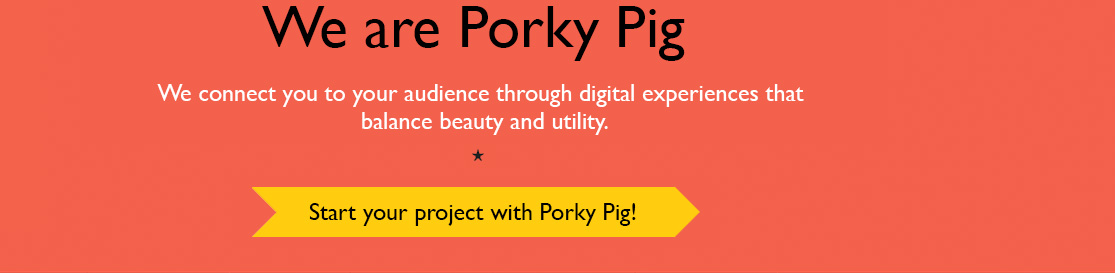 We are Porky Pig
We connect you to your audience through digital experiences that
balance beauty and utility.
Start your project with Porky Pig!